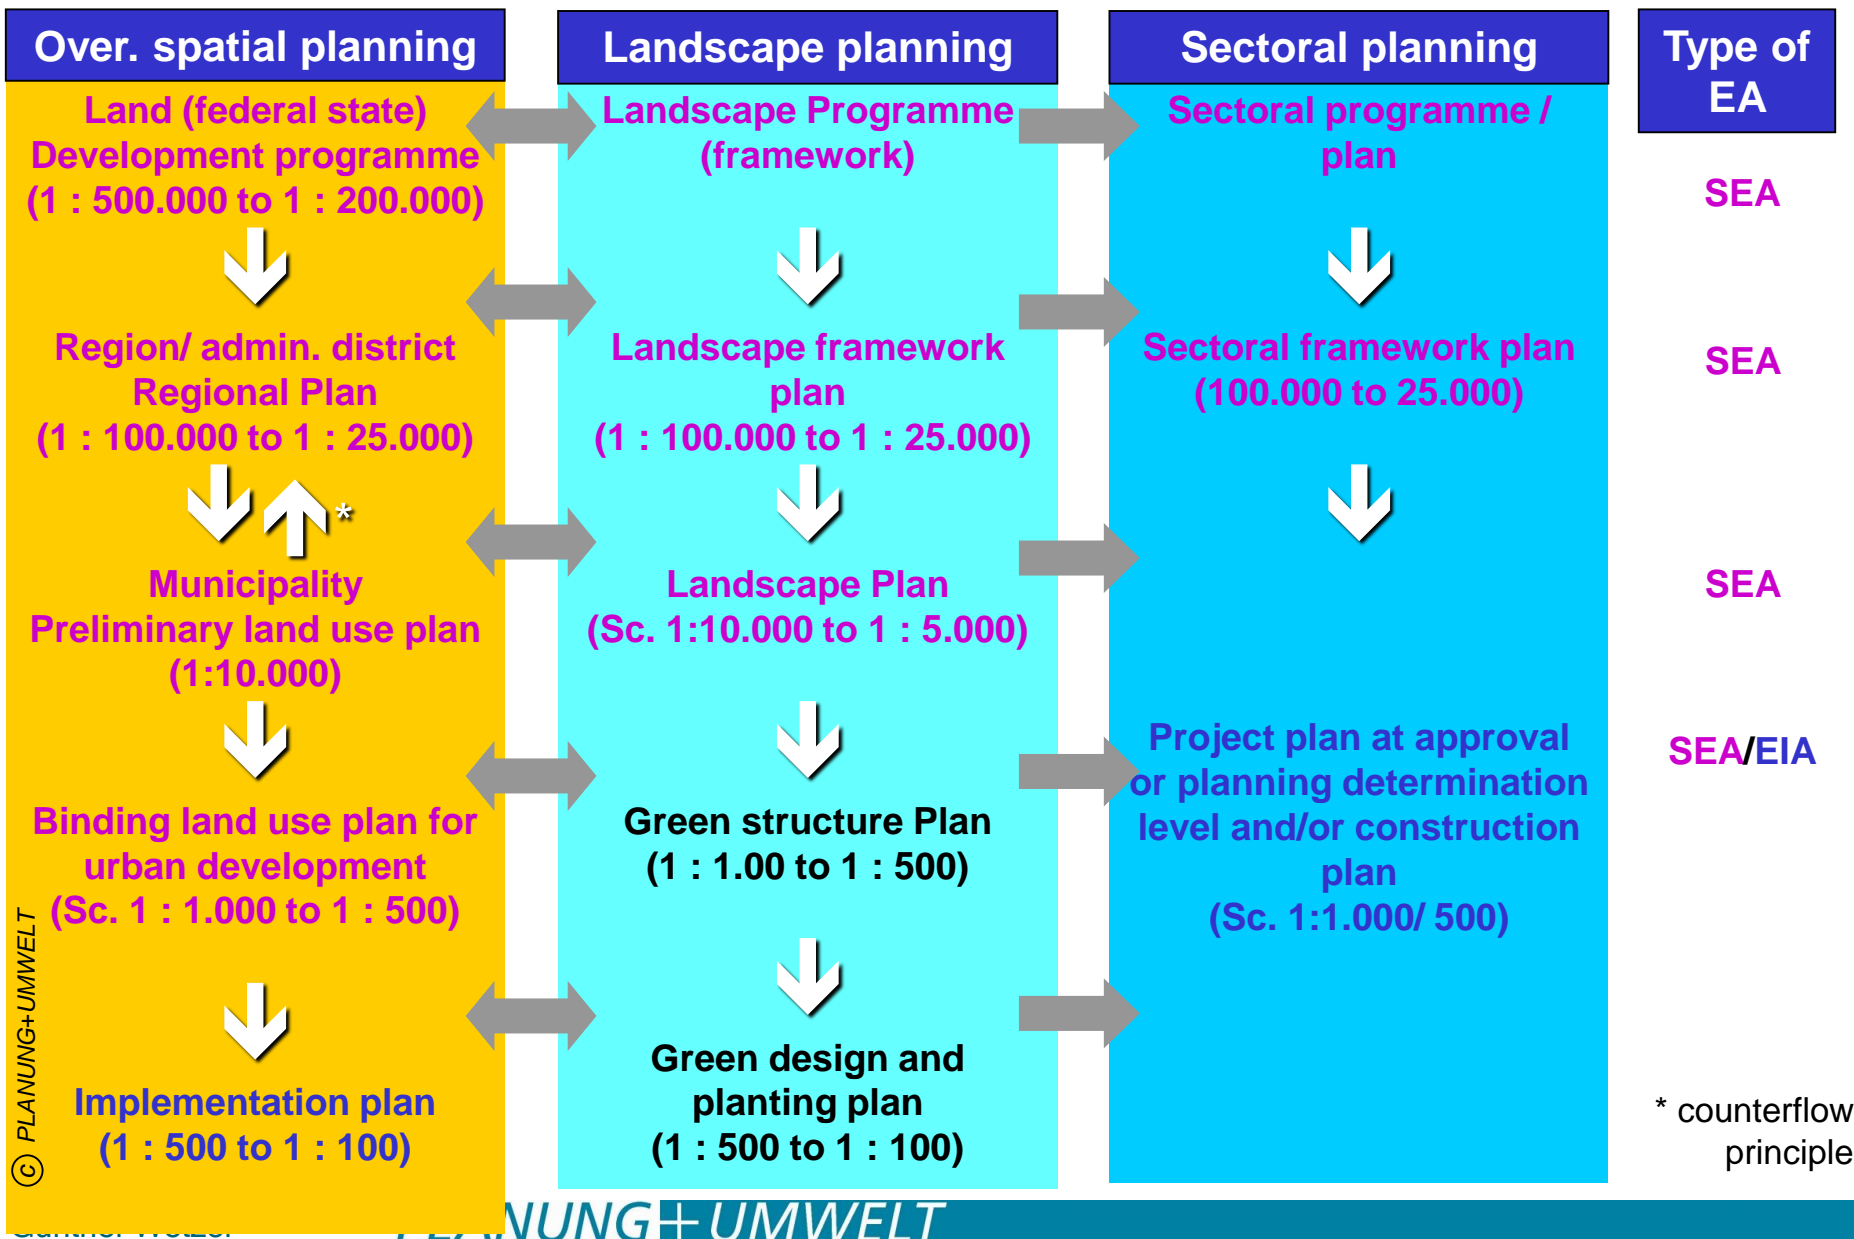 Over. spatial planning
Land (federal state)
Development programme
(1 : 500.000 to 1 : 200.000)
Region/ admin. district
Regional Plan
(1 : 100.000 to 1 : 25.000)
*
Municipality
Preliminary land use plan
(1:10.000)
Binding land use plan for
urban development
(Sc. 1 : 1.000 to 1 : 500)
Implementation plan
(1 : 500 to 1 : 100)
Landscape planning
Landscape Programme
(framework)
Landscape framework
plan
(1 : 100.000 to 1 : 25.000)
Landscape Plan
(Sc. 1:10.000 to 1 : 5.000)
Green structure Plan
(1 : 1.00 to 1 : 500)
Green design and
planting plan
(1 : 500 to 1 : 100)
Sectoral planning
Sectoral programme /
plan
Sectoral framework plan
(100.000 to 25.000)
Project plan at approval
or planning determination
level and/or construction
plan
(Sc. 1:1.000/ 500)
Type of
EA
SEA
SEA
SEA
SEA/EIA
* counterflow
principle
© PLANUNG+UMWELT
PLANUNG+UMWELT